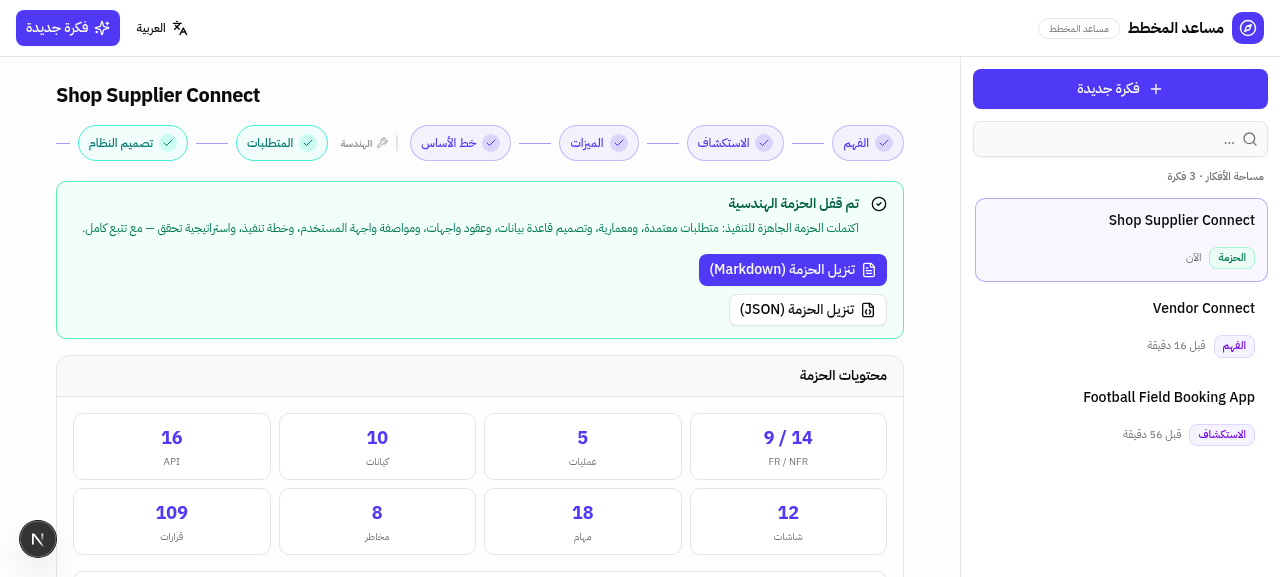 مساعد المخطط
مساعد المخطط
العربية
فكرة جديدة
فكرة جديدة
...
مساحة الأفكار · 3 فكرة
Shop Supplier Connect
الحزمة
الآن
Vendor Connect
الفهم
قبل 16 دقيقة
Football Field Booking App
الاستكشاف
قبل 56 دقيقة
Shop Supplier Connect
الفهم
الاستكشاف
الميزات
خط الأساس
الهندسة
المتطلبات
تصميم النظام
تم قفل الحزمة الهندسية
اكتملت الحزمة الجاهزة للتنفيذ: متطلبات معتمدة، ومعمارية، وتصميم قاعدة بيانات، وعقود واجهات، ومواصفة واجهة المستخدم، وخطة تنفيذ، واستراتيجية تحقق — مع تتبع كامل.
تنزيل الحزمة (Markdown)
تنزيل الحزمة (JSON)
محتويات الحزمة
9 / 14
FR / NFR
5
عمليات
10
كيانات
16
API
12
شاشات
18
مهام
8
مخاطر
109
قرارات
N